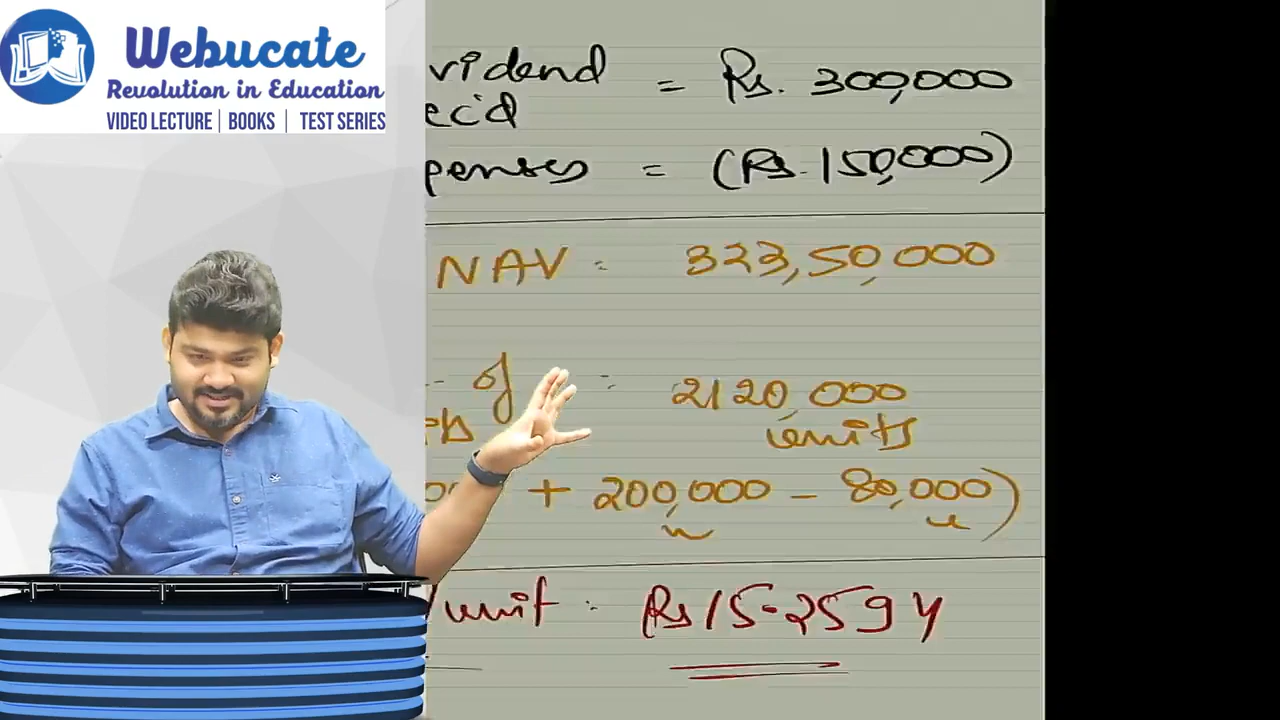 Webucate
Revolution in Education
VIDEO LECTURE | BOOKS | TEST SERIES
vidend = Rs. 300,000
ec'd
penses = (Rs. 150,000)
NAV : 323,50,000
of : 2120,000
units
+ 200,000 - 80,000)
/unit : Rs 15.2594